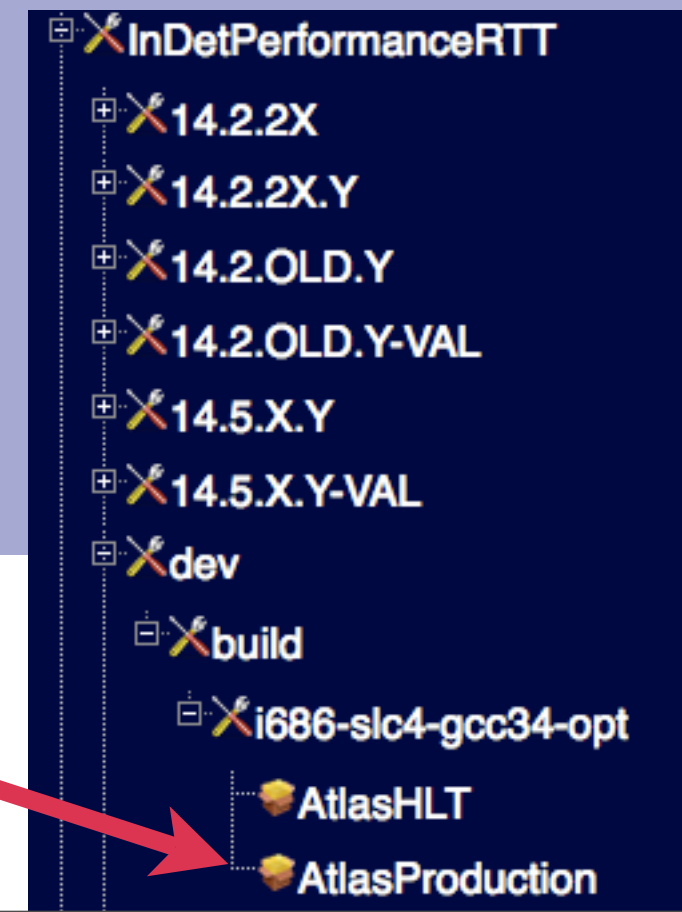 InDetPerformanceRTT
14.2.2X
14.2.2X.Y
14.2.OLD.Y
14.2.OLD.Y-VAL
14.5.X.Y
14.5.X.Y-VAL
dev
build
i686-slc4-gcc34-opt
AtlasHLT
AtlasProduction